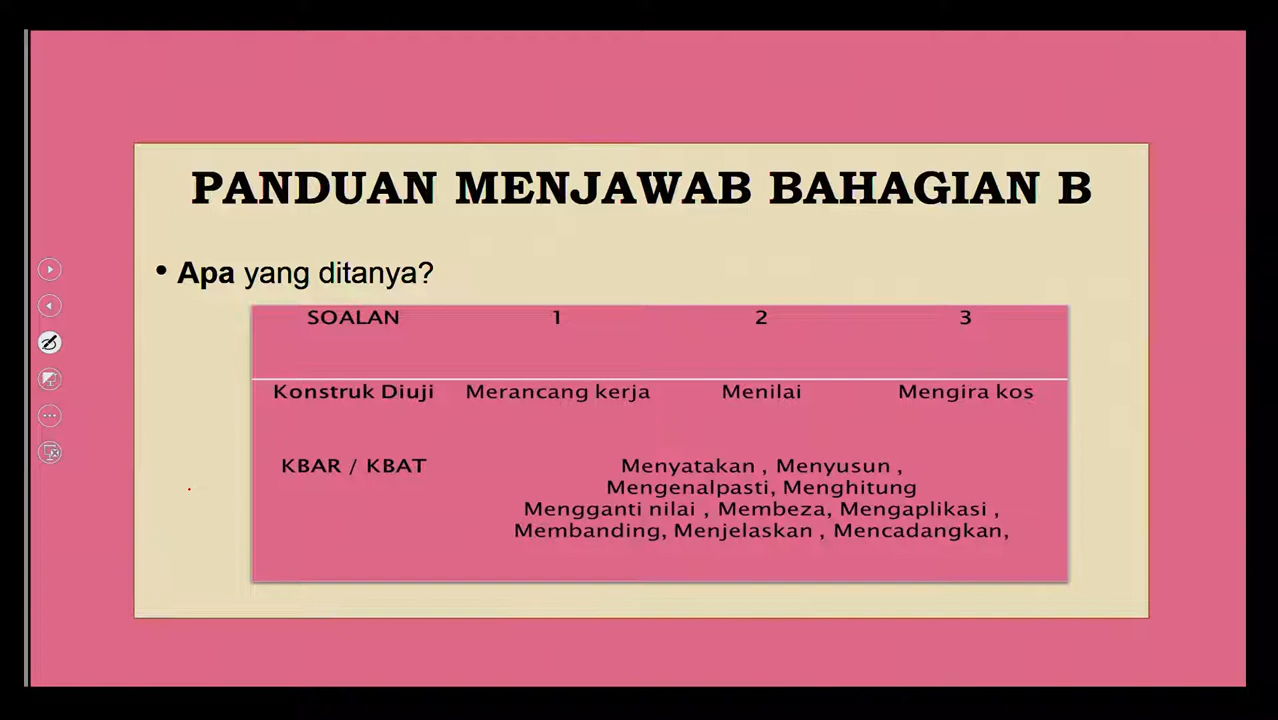 PANDUAN MENJAWAB BAHAGIAN B
• Apa yang ditanya?
SOALAN 1 2 3
Konstruk Diuji Merancang kerja Menilai Mengira kos
KBAR / KBAT Menyatakan , Menyusun ,
Mengenalpasti, Menghitung
Mengganti nilai , Membeza, Mengaplikasi ,
Membanding, Menjelaskan , Mencadangkan,